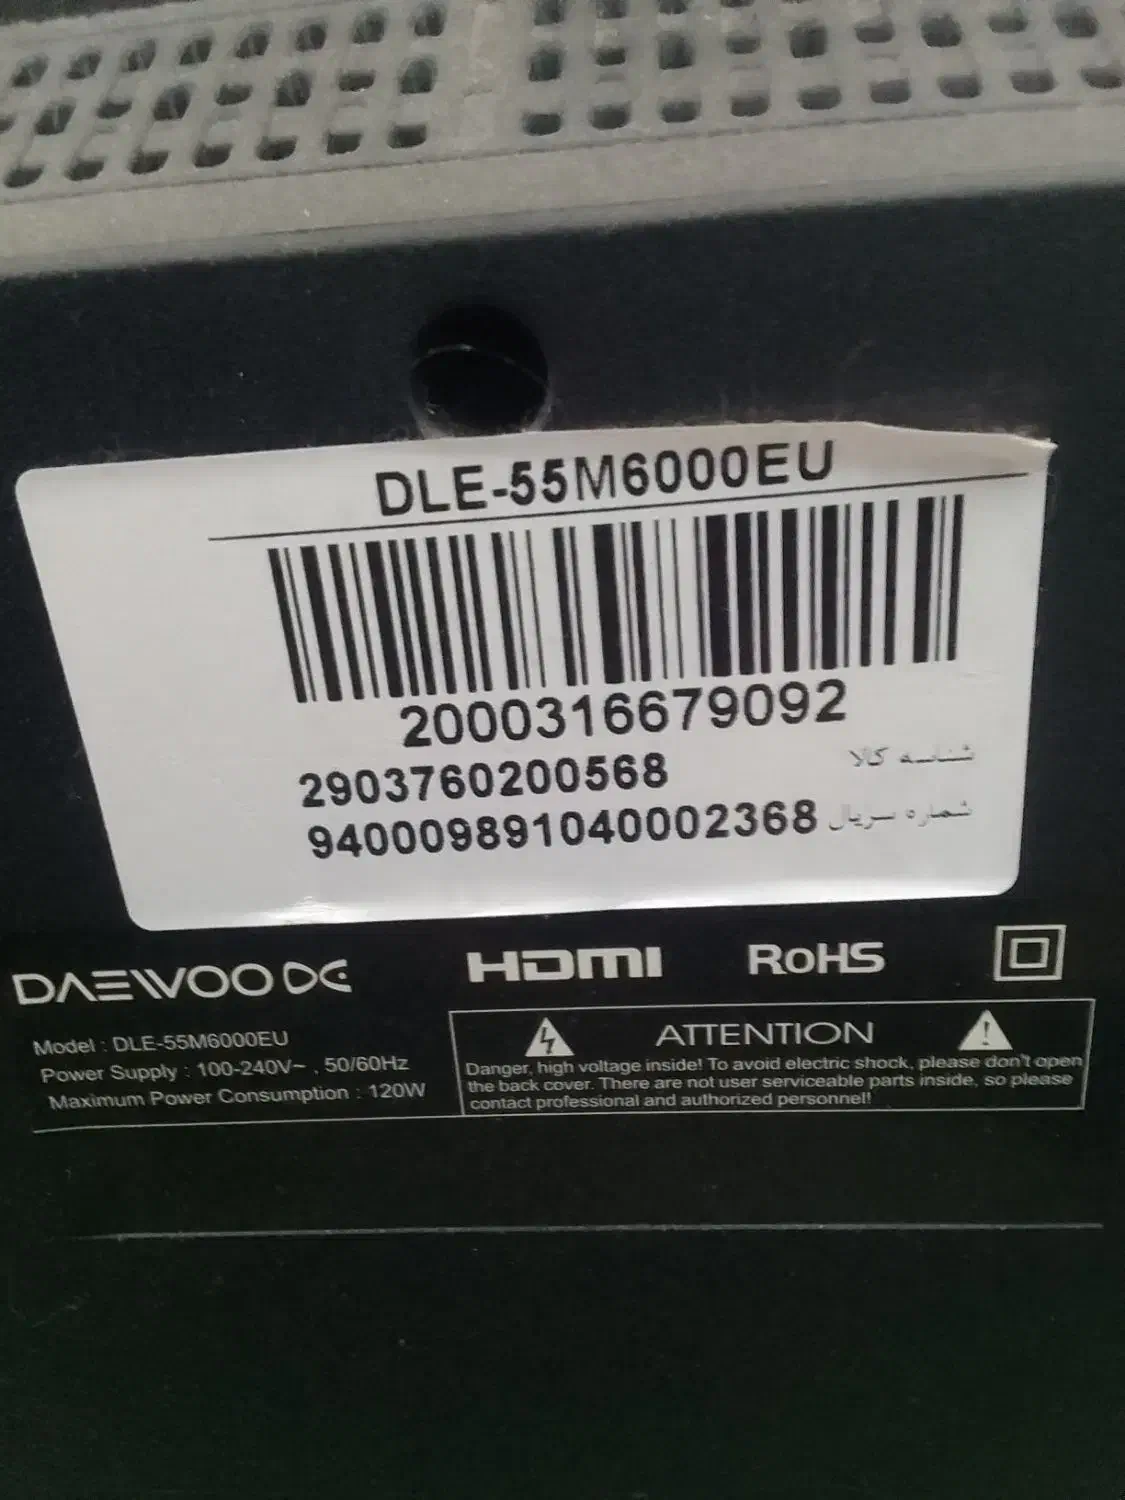 DLE-55M6000EU
2000316679092
2903760200568 شناسه کالا
940009891040002368 شماره سریال
DAEWOO HDMI RoHS
Model : DLE-55M6000EU
Power Supply : 100-240V~ , 50/60Hz
Maximum Power Consumption : 120W
ATTENTION
Danger, high voltage inside! To avoid electric shock, please don't open
the back cover. There are not user serviceable parts inside, so please
contact professional and authorized personnel!